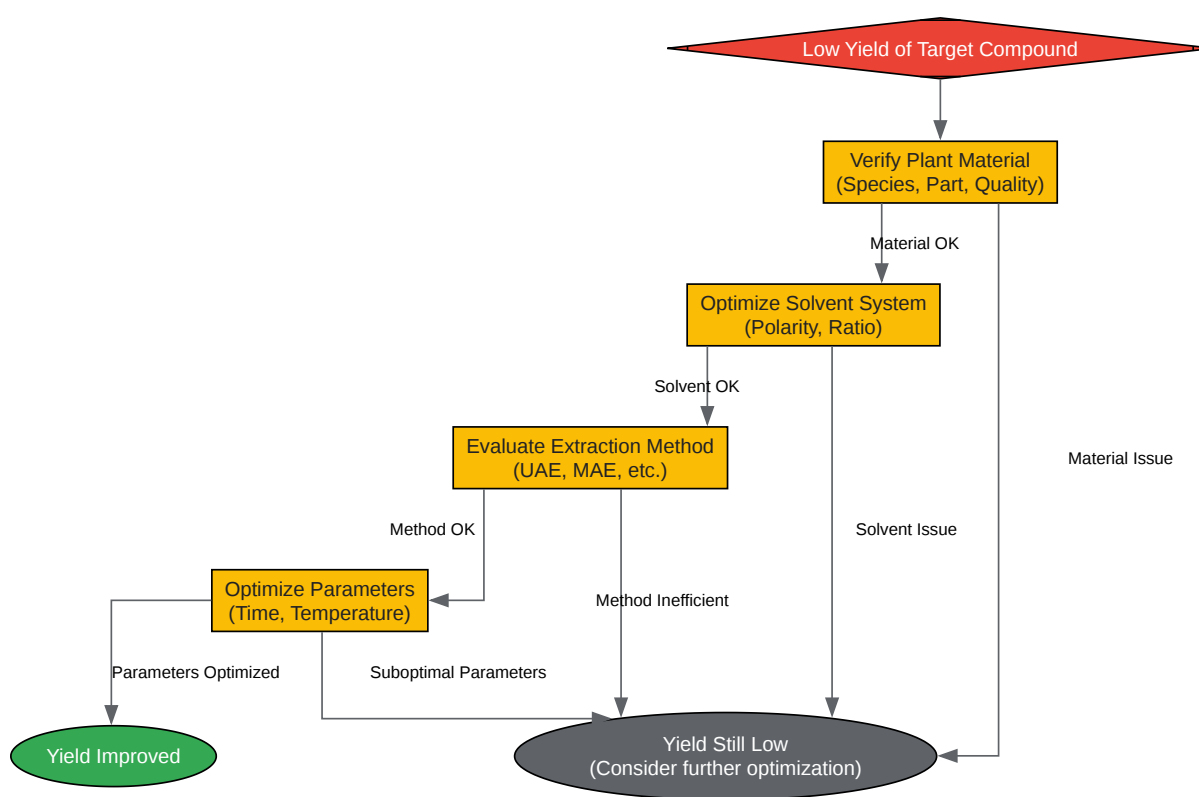 Low Yield of Target Compound
Verify Plant Material
(Species, Part, Quality)
Material OK
Optimize Solvent System
(Polarity, Ratio)
Solvent OK
Evaluate Extraction Method
(UAE, MAE, etc.)
Material Issue
Method OK
Solvent Issue
Optimize Parameters
(Time, Temperature)
Method Inefficient
Parameters Optimized
Suboptimal Parameters
Yield Improved
Yield Still Low
(Consider further optimization)